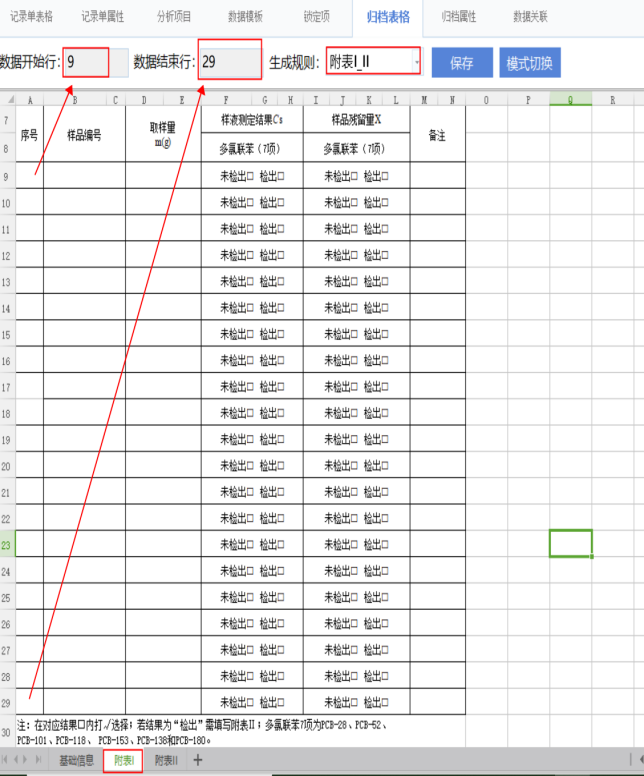 记录单表格 记录单属性 分析项目 数据模板 锁定项 归档表格 归档属性 数据关联
数据开始行: 9 数据结束行: 29 生成规则: 附表I_II 保存 模式切换
A B C D E F G H I J K L M N O P Q R
7 序号 样品编号 取样量 m(g) 样液测定结果Cs 样品残留量X 备注
8 多氯联苯（7项） 多氯联苯（7项）
9 未检出□ 检出□ 未检出□ 检出□
10 未检出□ 检出□ 未检出□ 检出□
11 未检出□ 检出□ 未检出□ 检出□
12 未检出□ 检出□ 未检出□ 检出□
13 未检出□ 检出□ 未检出□ 检出□
14 未检出□ 检出□ 未检出□ 检出□
15 未检出□ 检出□ 未检出□ 检出□
16 未检出□ 检出□ 未检出□ 检出□
17 未检出□ 检出□ 未检出□ 检出□
18 未检出□ 检出□ 未检出□ 检出□
19 未检出□ 检出□ 未检出□ 检出□
20 未检出□ 检出□ 未检出□ 检出□
21 未检出□ 检出□ 未检出□ 检出□
22 未检出□ 检出□ 未检出□ 检出□
23 未检出□ 检出□ 未检出□ 检出□
24 未检出□ 检出□ 未检出□ 检出□
25 未检出□ 检出□ 未检出□ 检出□
26 未检出□ 检出□ 未检出□ 检出□
27 未检出□ 检出□ 未检出□ 检出□
28 未检出□ 检出□ 未检出□ 检出□
29 未检出□ 检出□ 未检出□ 检出□
30 注：在对应结果口内打√选择；若结果为“检出”需填写附表II；多氯联苯7项为PCB-28、PCB-52、
PCB-101、PCB-118、 PCB-153、PCB-138和PCB-180。
基础信息 附表I 附表II +